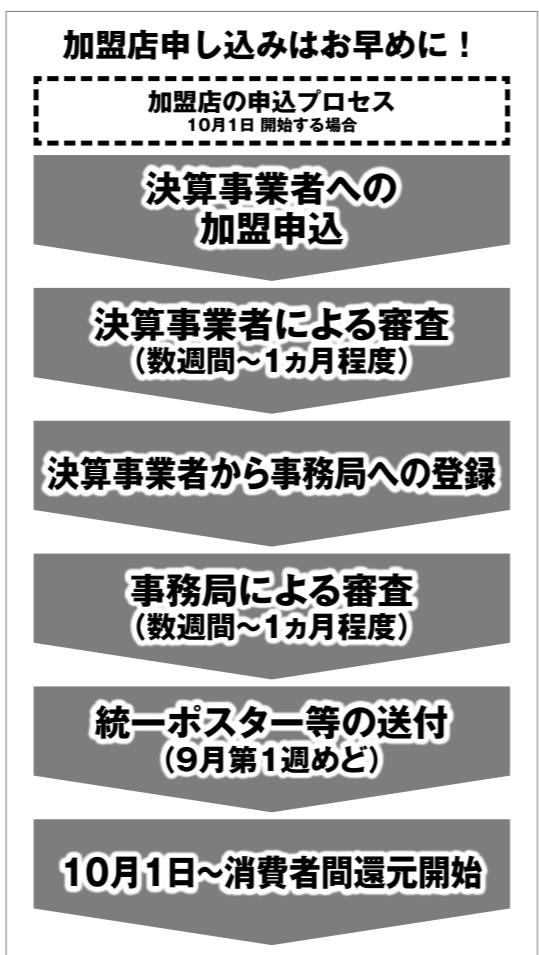 加盟店申し込みはお早めに！
加盟店の申込プロセス
10月1日 開始する場合
決算事業者への
加盟申込
決算事業者による審査
（数週間～1ヵ月程度）
決算事業者から事務局への登録
事務局による審査
（数週間～1ヵ月程度）
統一ポスター等の送付
（9月第1週めど）
10月1日～消費者間還元開始